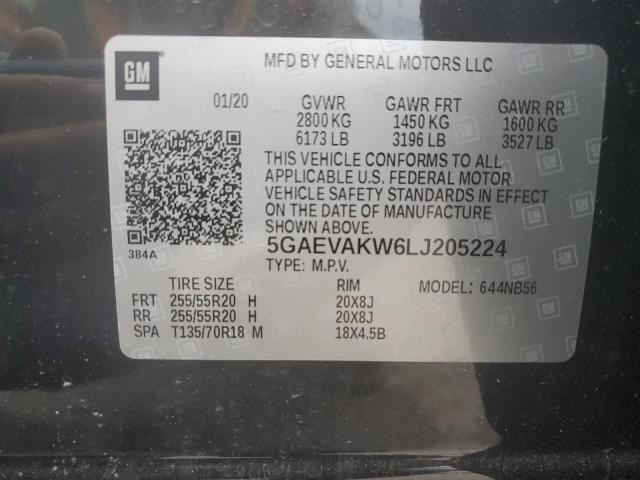 GM
MFD BY GENERAL MOTORS LLC
01/20 GVWR GAWR FRT GAWR RR
2800 KG 1450 KG 1600 KG
6173 LB 3196 LB 3527 LB
THIS VEHICLE CONFORMS TO ALL
APPLICABLE U.S. FEDERAL MOTOR
VEHICLE SAFETY STANDARDS IN EFFECT
ON THE DATE OF MANUFACTURE
SHOWN ABOVE.
384A
5GAEVAKW6LJ205224
TYPE: M.P.V.
TIRE SIZE RIM MODEL: 644NB56
FRT 255/55R20 H 20X8J
RR 255/55R20 H 20X8J
SPA T135/70R18 M 18X4.5B